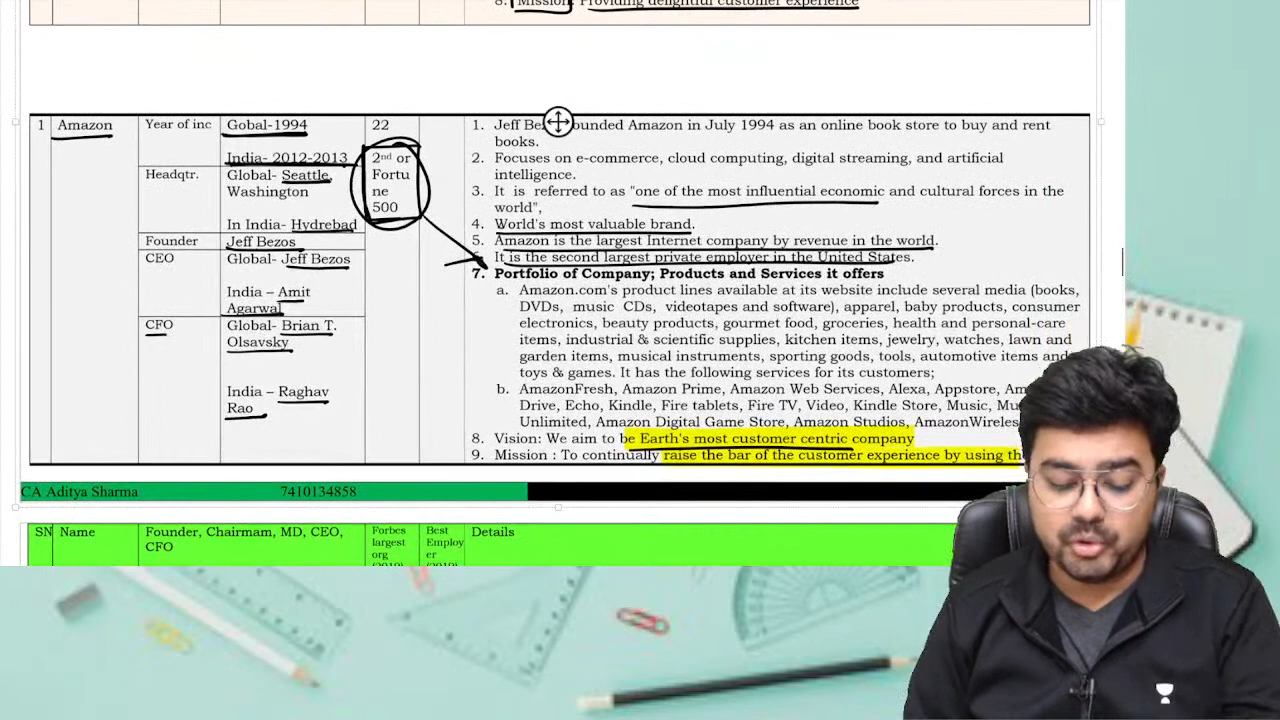 8. Mission: Providing delightful customer experience
1 Amazon Year of inc Gobal-1994 22
India- 2012-2013
2nd or Fortu ne 500
Headqtr. Global- Seattle, Washington
In India- Hydrebad
Founder Jeff Bezos
CEO Global- Jeff Bezos
India – Amit Agarwal
CFO Global- Brian T. Olsavsky
India – Raghav Rao
1. Jeff ounded Amazon in July 1994 as an online book store to buy and rent
books.
2. Focuses on e-commerce, cloud computing, digital streaming, and artificial
intelligence.
3. It is referred to as "one of the most influential economic and cultural forces in the
world",
4. World's most valuable brand.
5. Amazon is the largest Internet company by revenue in the world.
It is the second largest private employer in the United States.
7. Portfolio of Company; Products and Services it offers
a. Amazon.com's product lines available at its website include several media (books,
DVDs, music CDs, videotapes and software), apparel, baby products, consumer
electronics, beauty products, gourmet food, groceries, health and personal-care
items, industrial & scientific supplies, kitchen items, jewelry, watches, lawn and
garden items, musical instruments, sporting goods, tools, automotive items and
toys & games. It has the following services for its customers;
b. AmazonFresh, Amazon Prime, Amazon Web Services, Alexa, Appstore,
Drive, Echo, Kindle, Fire tablets, Fire TV, Video, Kindle Store, Music,
Unlimited, Amazon Digital Game Store, Amazon Studios, AmazonWireles
8. Vision: We aim to be Earth's most customer centric company
9. Mission : To continually raise the bar of the customer experience by using
CA Aditya Sharma 7410134858
SN Name Founder, Chairmam, MD, CEO, CFO Forbes largest org Best Employ er Details